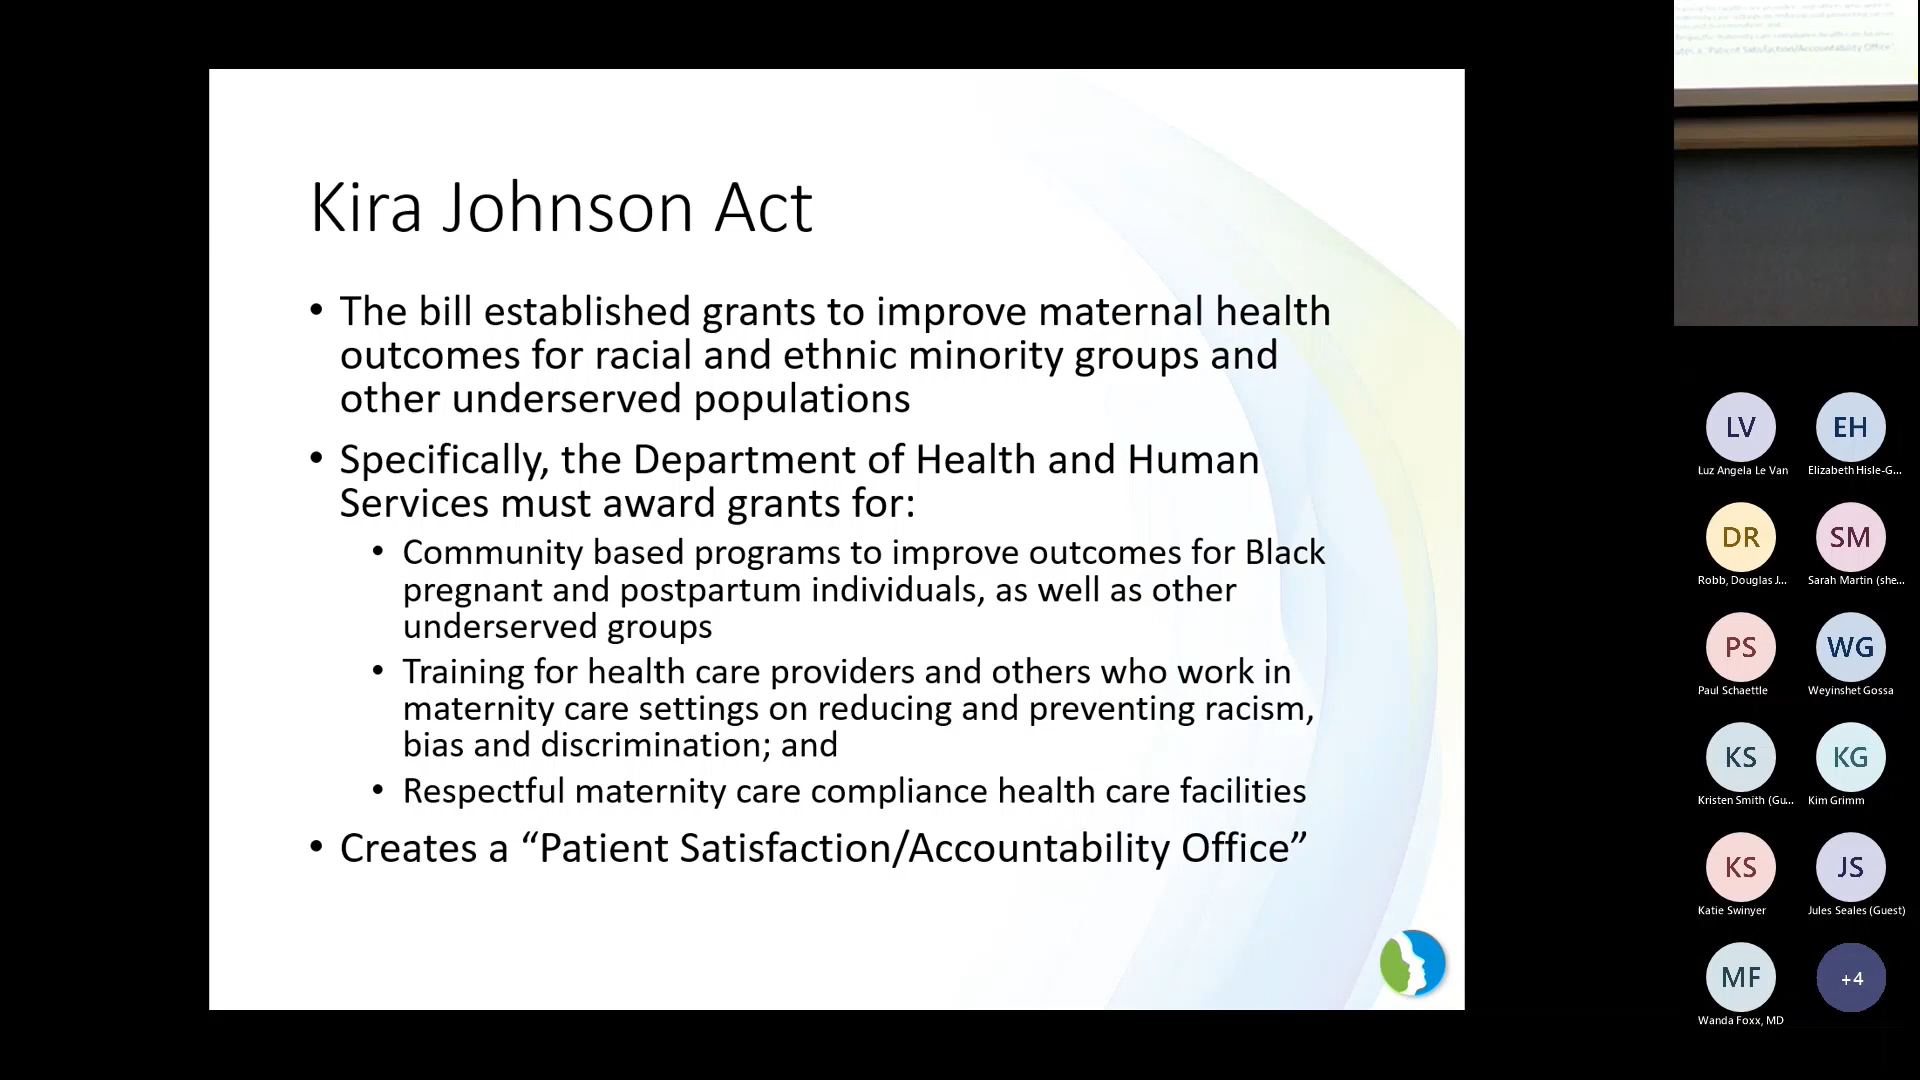 Kira Johnson Act
• The bill established grants to improve maternal health
outcomes for racial and ethnic minority groups and
other underserved populations
• Specifically, the Department of Health and Human
Services must award grants for:
• Community based programs to improve outcomes for Black
pregnant and postpartum individuals, as well as other
underserved groups
• Training for health care providers and others who work in
maternity care settings on reducing and preventing racism,
bias and discrimination; and
• Respectful maternity care compliance health care facilities
• Creates a “Patient Satisfaction/Accountability Office”
a "Patient Satisfaction/Accountability Office"
LV EH
Luz Angela Le Van Elizabeth Hisle-G...
DR SM
Robb, Douglas J... Sarah Martin (she...
PS WG
Paul Schaettle Weyinshet Gossa
KS KG
Kristen Smith (Gu... Kim Grimm
KS JS
Katie Swinyer Jules Seales (Guest)
MF +4
Wanda Foxx, MD